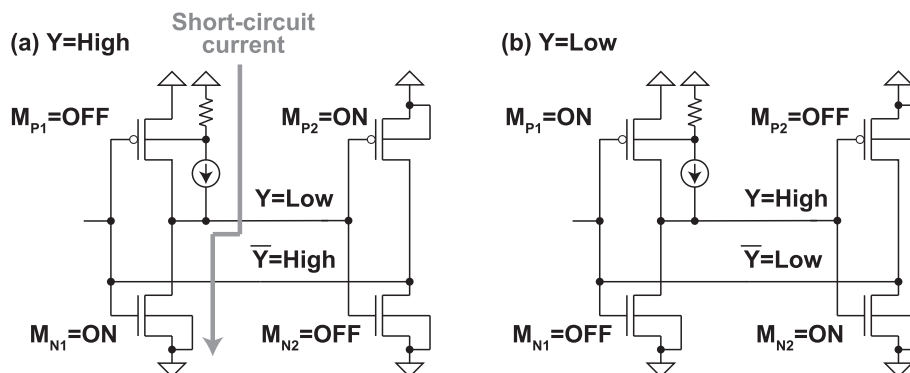 (a) Y=High
Short-circuit
current
M_P1=OFF
M_P2=ON
Y=Low
Y̅=High
M_N1=ON
M_N2=OFF
(b) Y=Low
M_P1=ON
M_P2=OFF
Y=High
Y̅=Low
M_N1=OFF
M_N2=ON